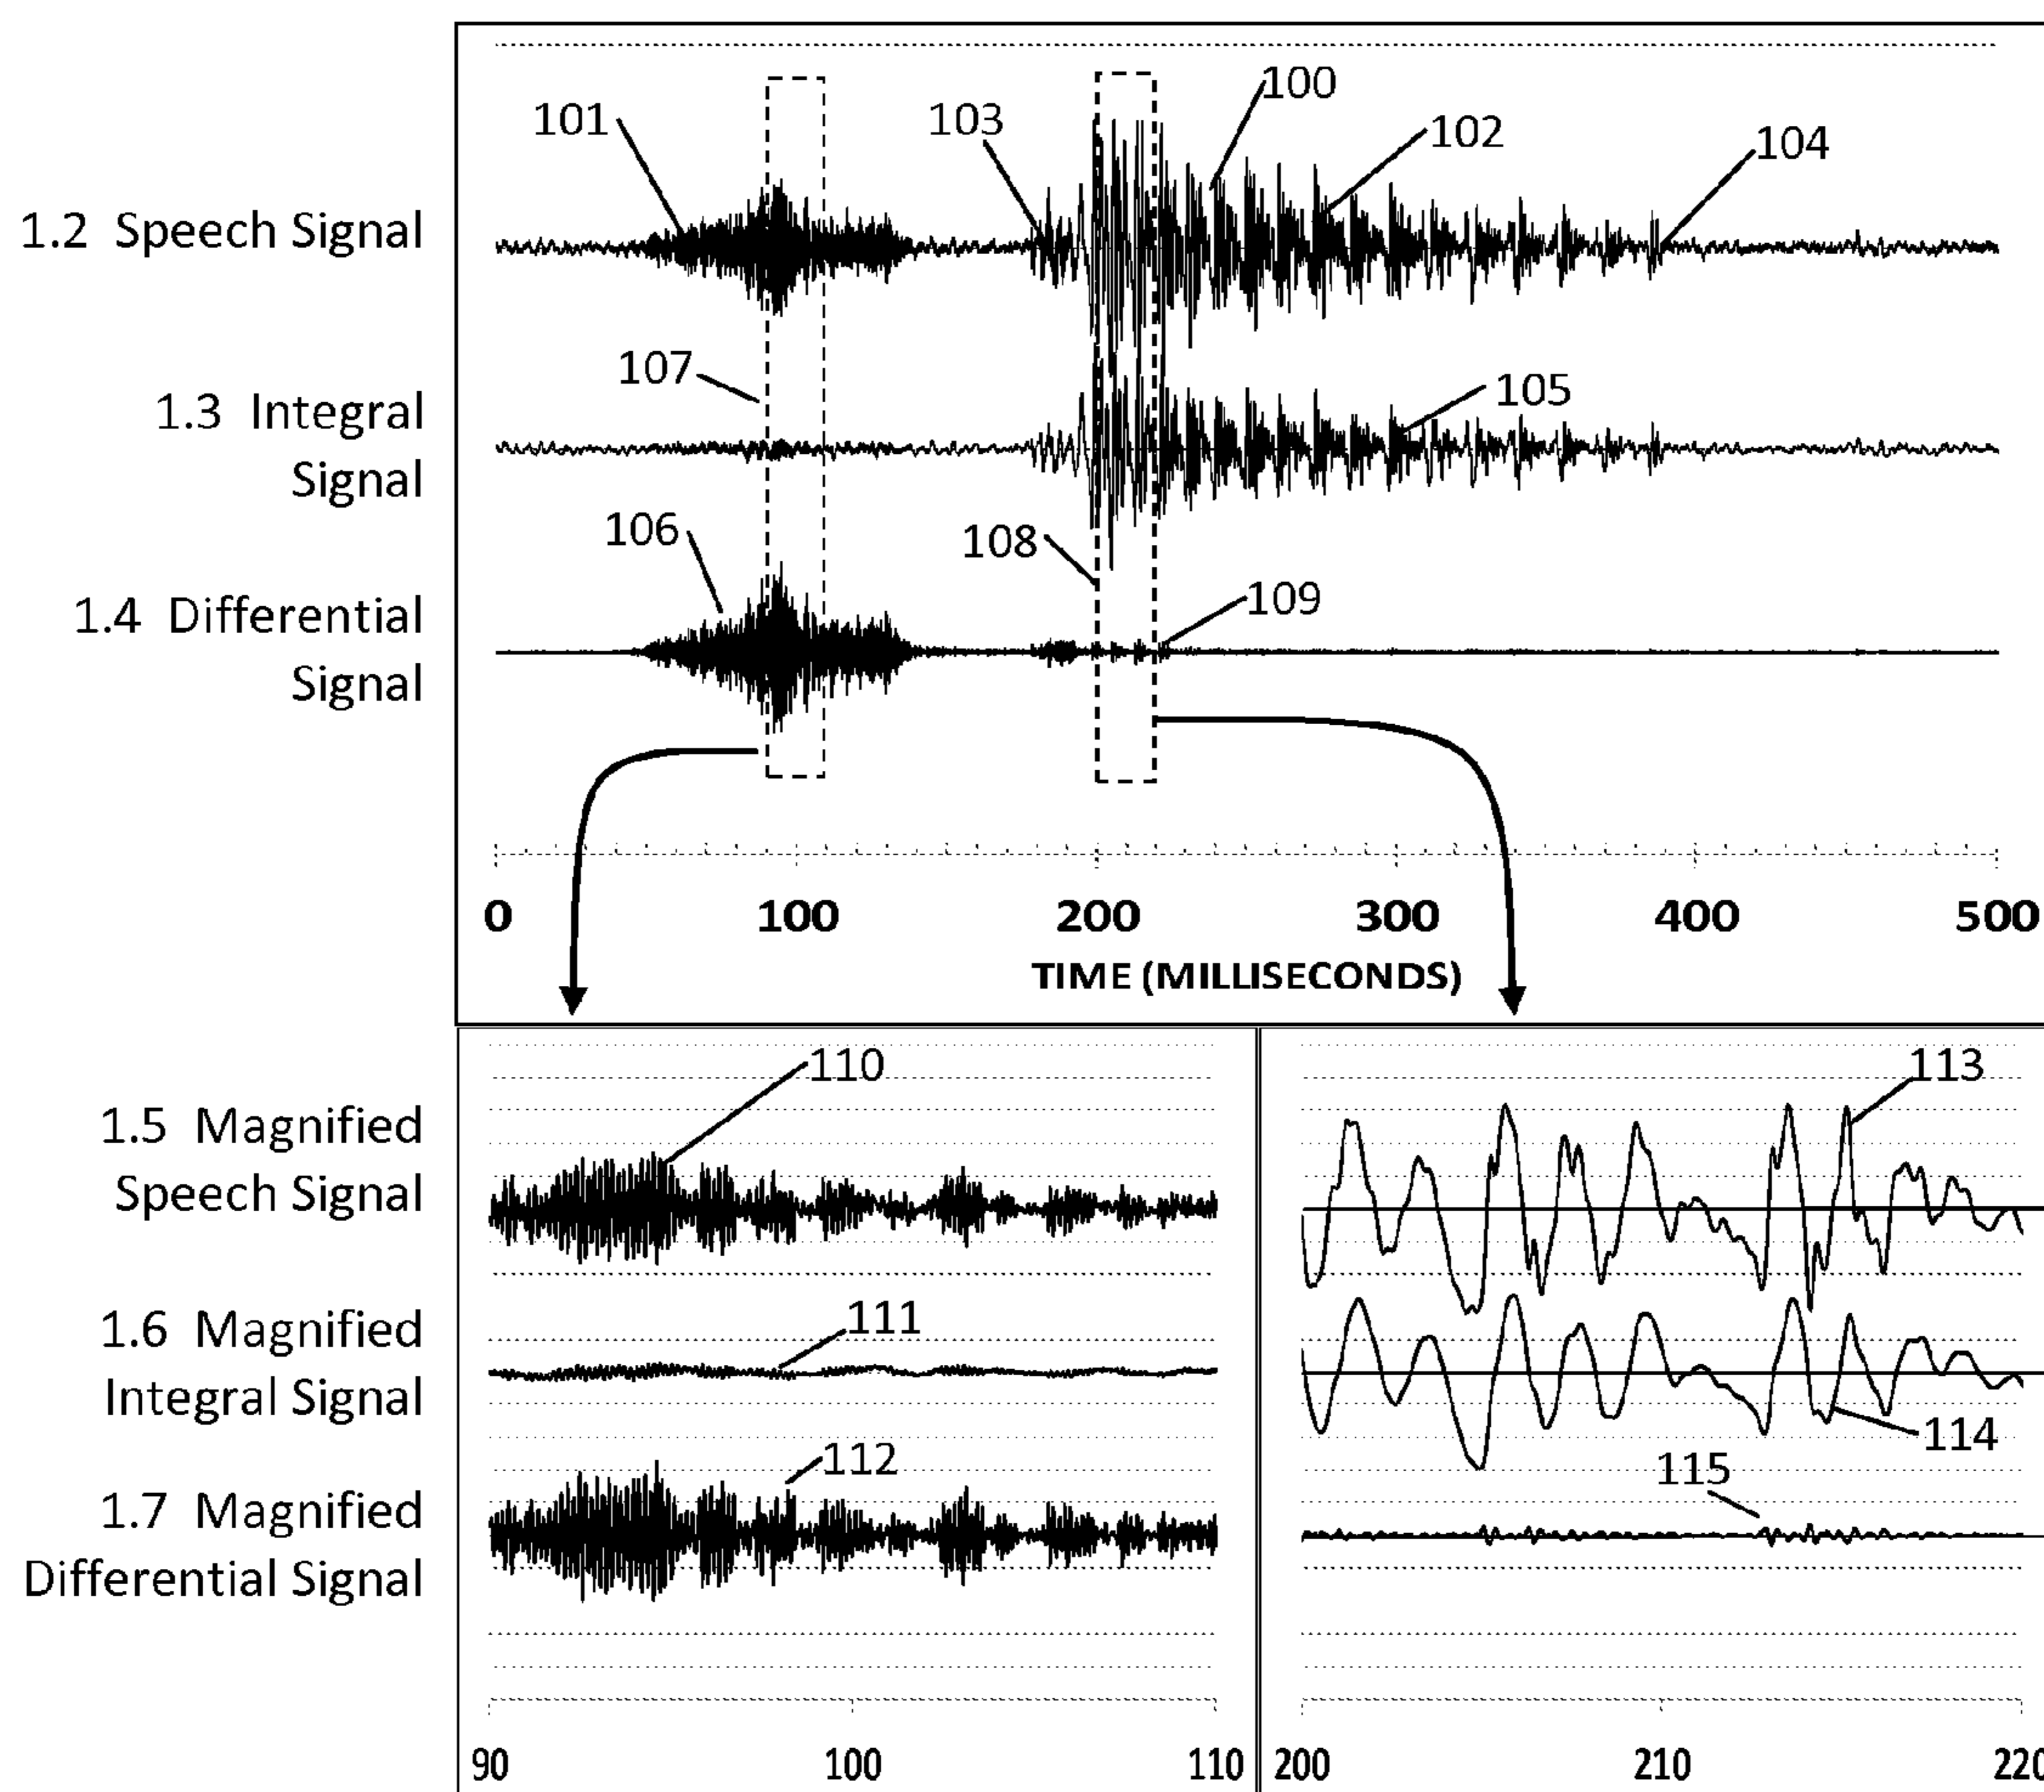 100
101
103
102
104
1.2 Speech Signal
107
1.3 Integral
Signal
105
106
108
109
1.4 Differential
Signal
0 100 200 300 400 500
TIME (MILLISECONDS)
110
113
1.5 Magnified
Speech Signal
111
1.6 Magnified
Integral Signal
114
112
115
1.7 Magnified
Differential Signal
90 100 110 200 210 220